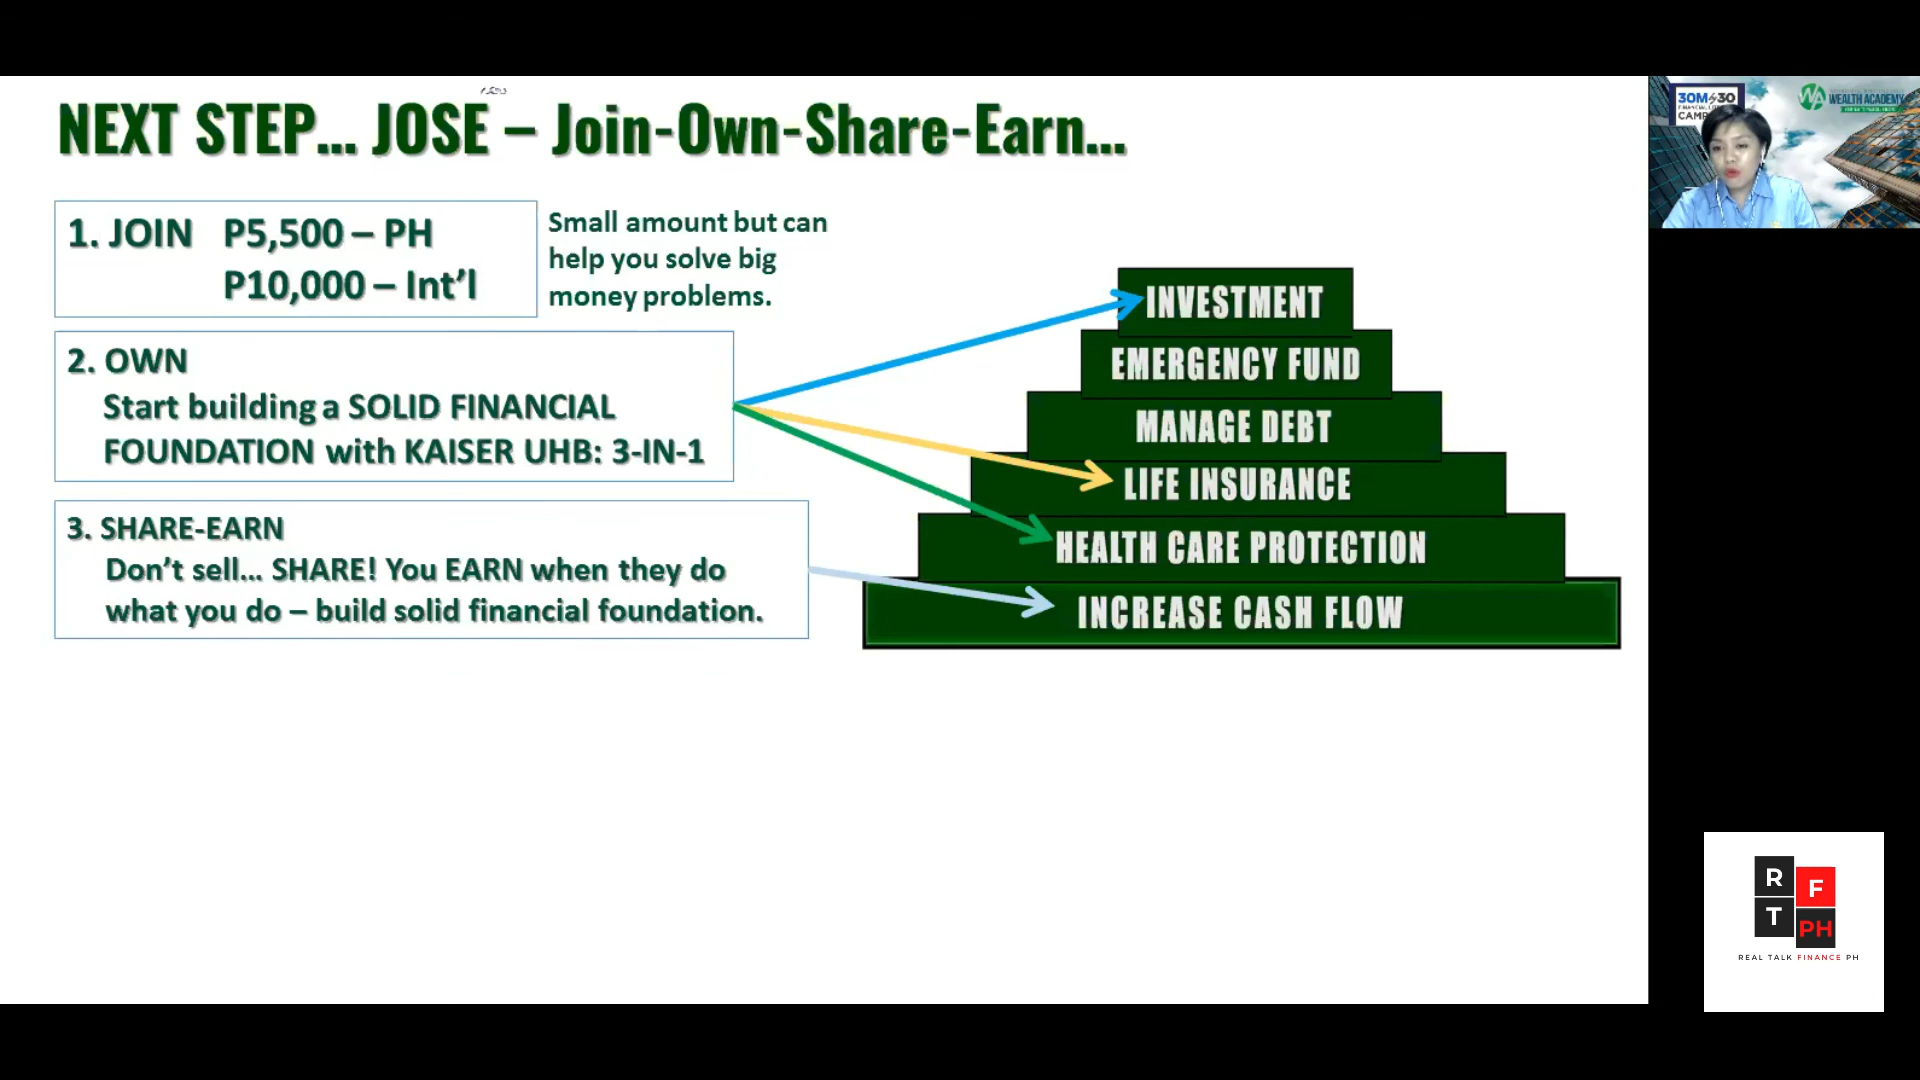 NEXT STEP... JOSE – Join-Own-Share-Earn...
1. JOIN P5,500 – PH
P10,000 – Int'l
Small amount but can
help you solve big
money problems.
2. OWN
Start building a SOLID FINANCIAL
FOUNDATION with KAISER UHB: 3-IN-1
3. SHARE-EARN
Don't sell... SHARE! You EARN when they do
what you do – build solid financial foundation.
INVESTMENT
EMERGENCY FUND
MANAGE DEBT
LIFE INSURANCE
HEALTH CARE PROTECTION
INCREASE CASH FLOW
30M 30
WA
WEALTH ACADEMY
R F
T PH
REAL TALK FINANCE PH